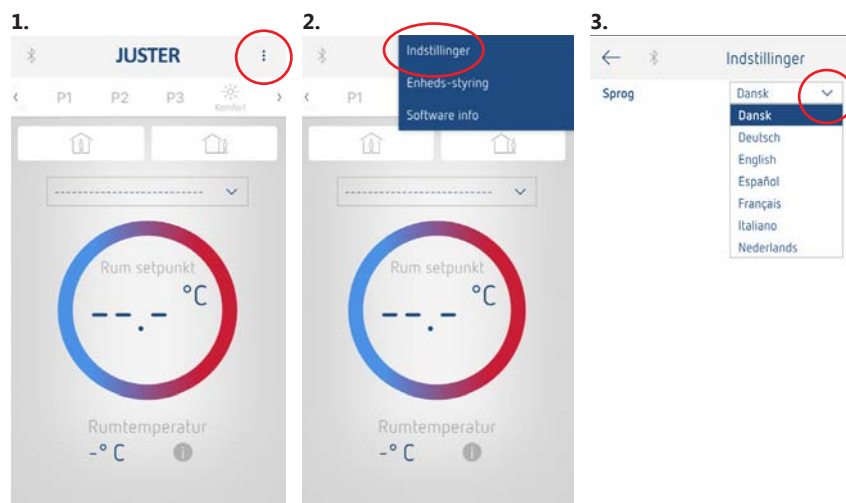 1.
JUSTER
P1 P2 P3
Komfort
Rum setpunkt
--.- °C
Rumtemperatur
-° C
2.
Indstillinger
Enheds-styring
Software info
P1
Rum setpunkt
--.- °C
Rumtemperatur
-° C
3.
Indstillinger
Sprog
Dansk
Dansk
Deutsch
English
Español
Français
Italiano
Nederlands